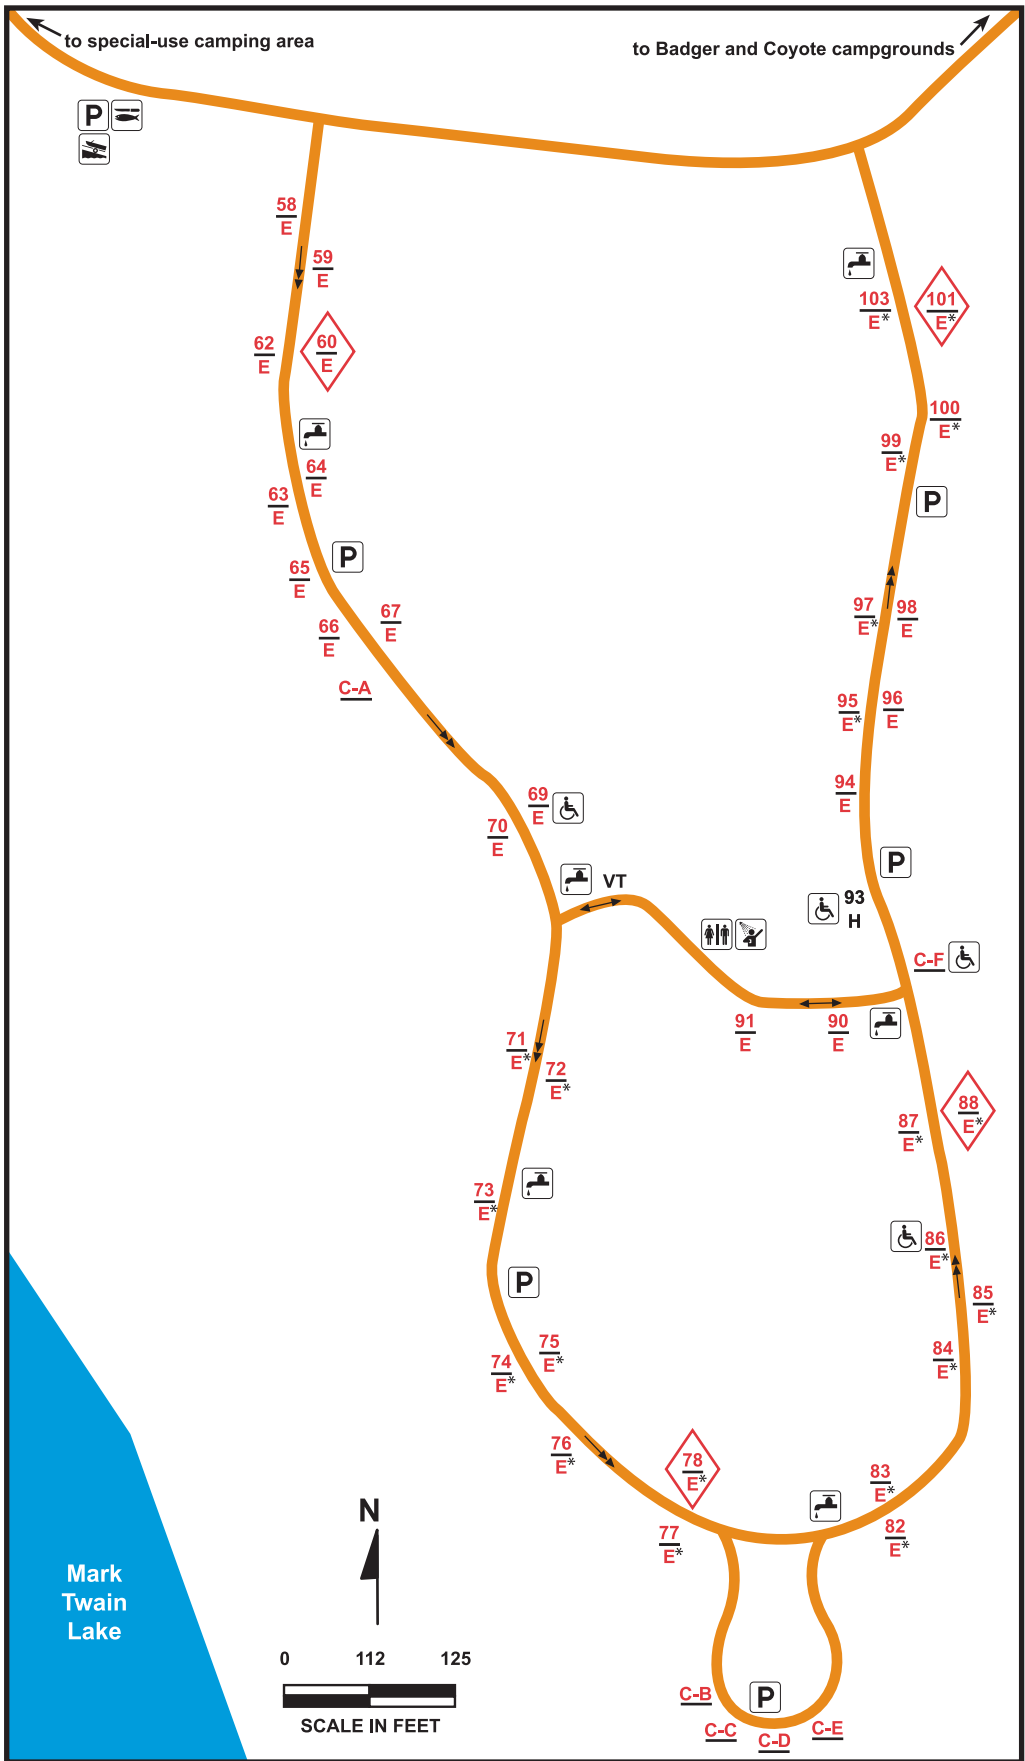 to special-use camping area
to Badger and Coyote campgrounds
P
58
E
59
E
103
E*
101
E*
62
E
60
E
100
E*
99
E*
64
E
63
E
P
P
65
E
67
E
66
E
97
E*
98
E
C-A
95
E*
96
E
94
E
69
E
70
E
P
VT
93
H
C-F
91
E
90
E
71
E*
72
E*
88
E*
87
E*
73
E*
86
E*
P
85
E*
75
E*
74
E*
84
E*
76
E*
78
E*
83
E*
77
E*
82
E*
N
Mark
Twain
Lake
0 112 125
SCALE IN FEET
C-B
P
C-C
C-D
C-E